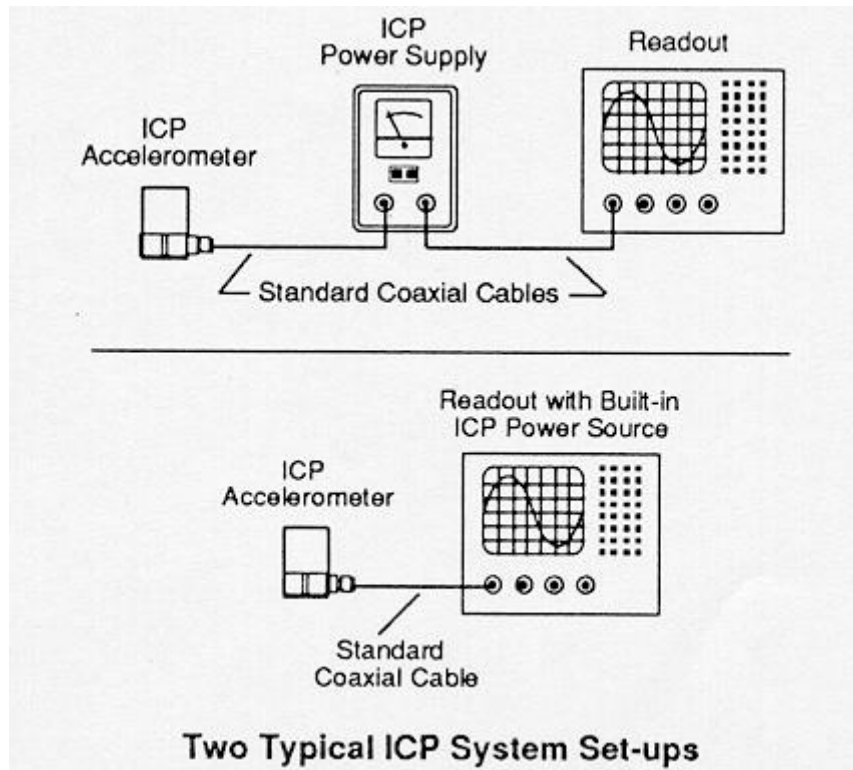 ICP
Power Supply
Readout
ICP
Accelerometer
Standard Coaxial Cables
Readout with Built-in
ICP Power Source
ICP
Accelerometer
Standard
Coaxial Cable
Two Typical ICP System Set-ups